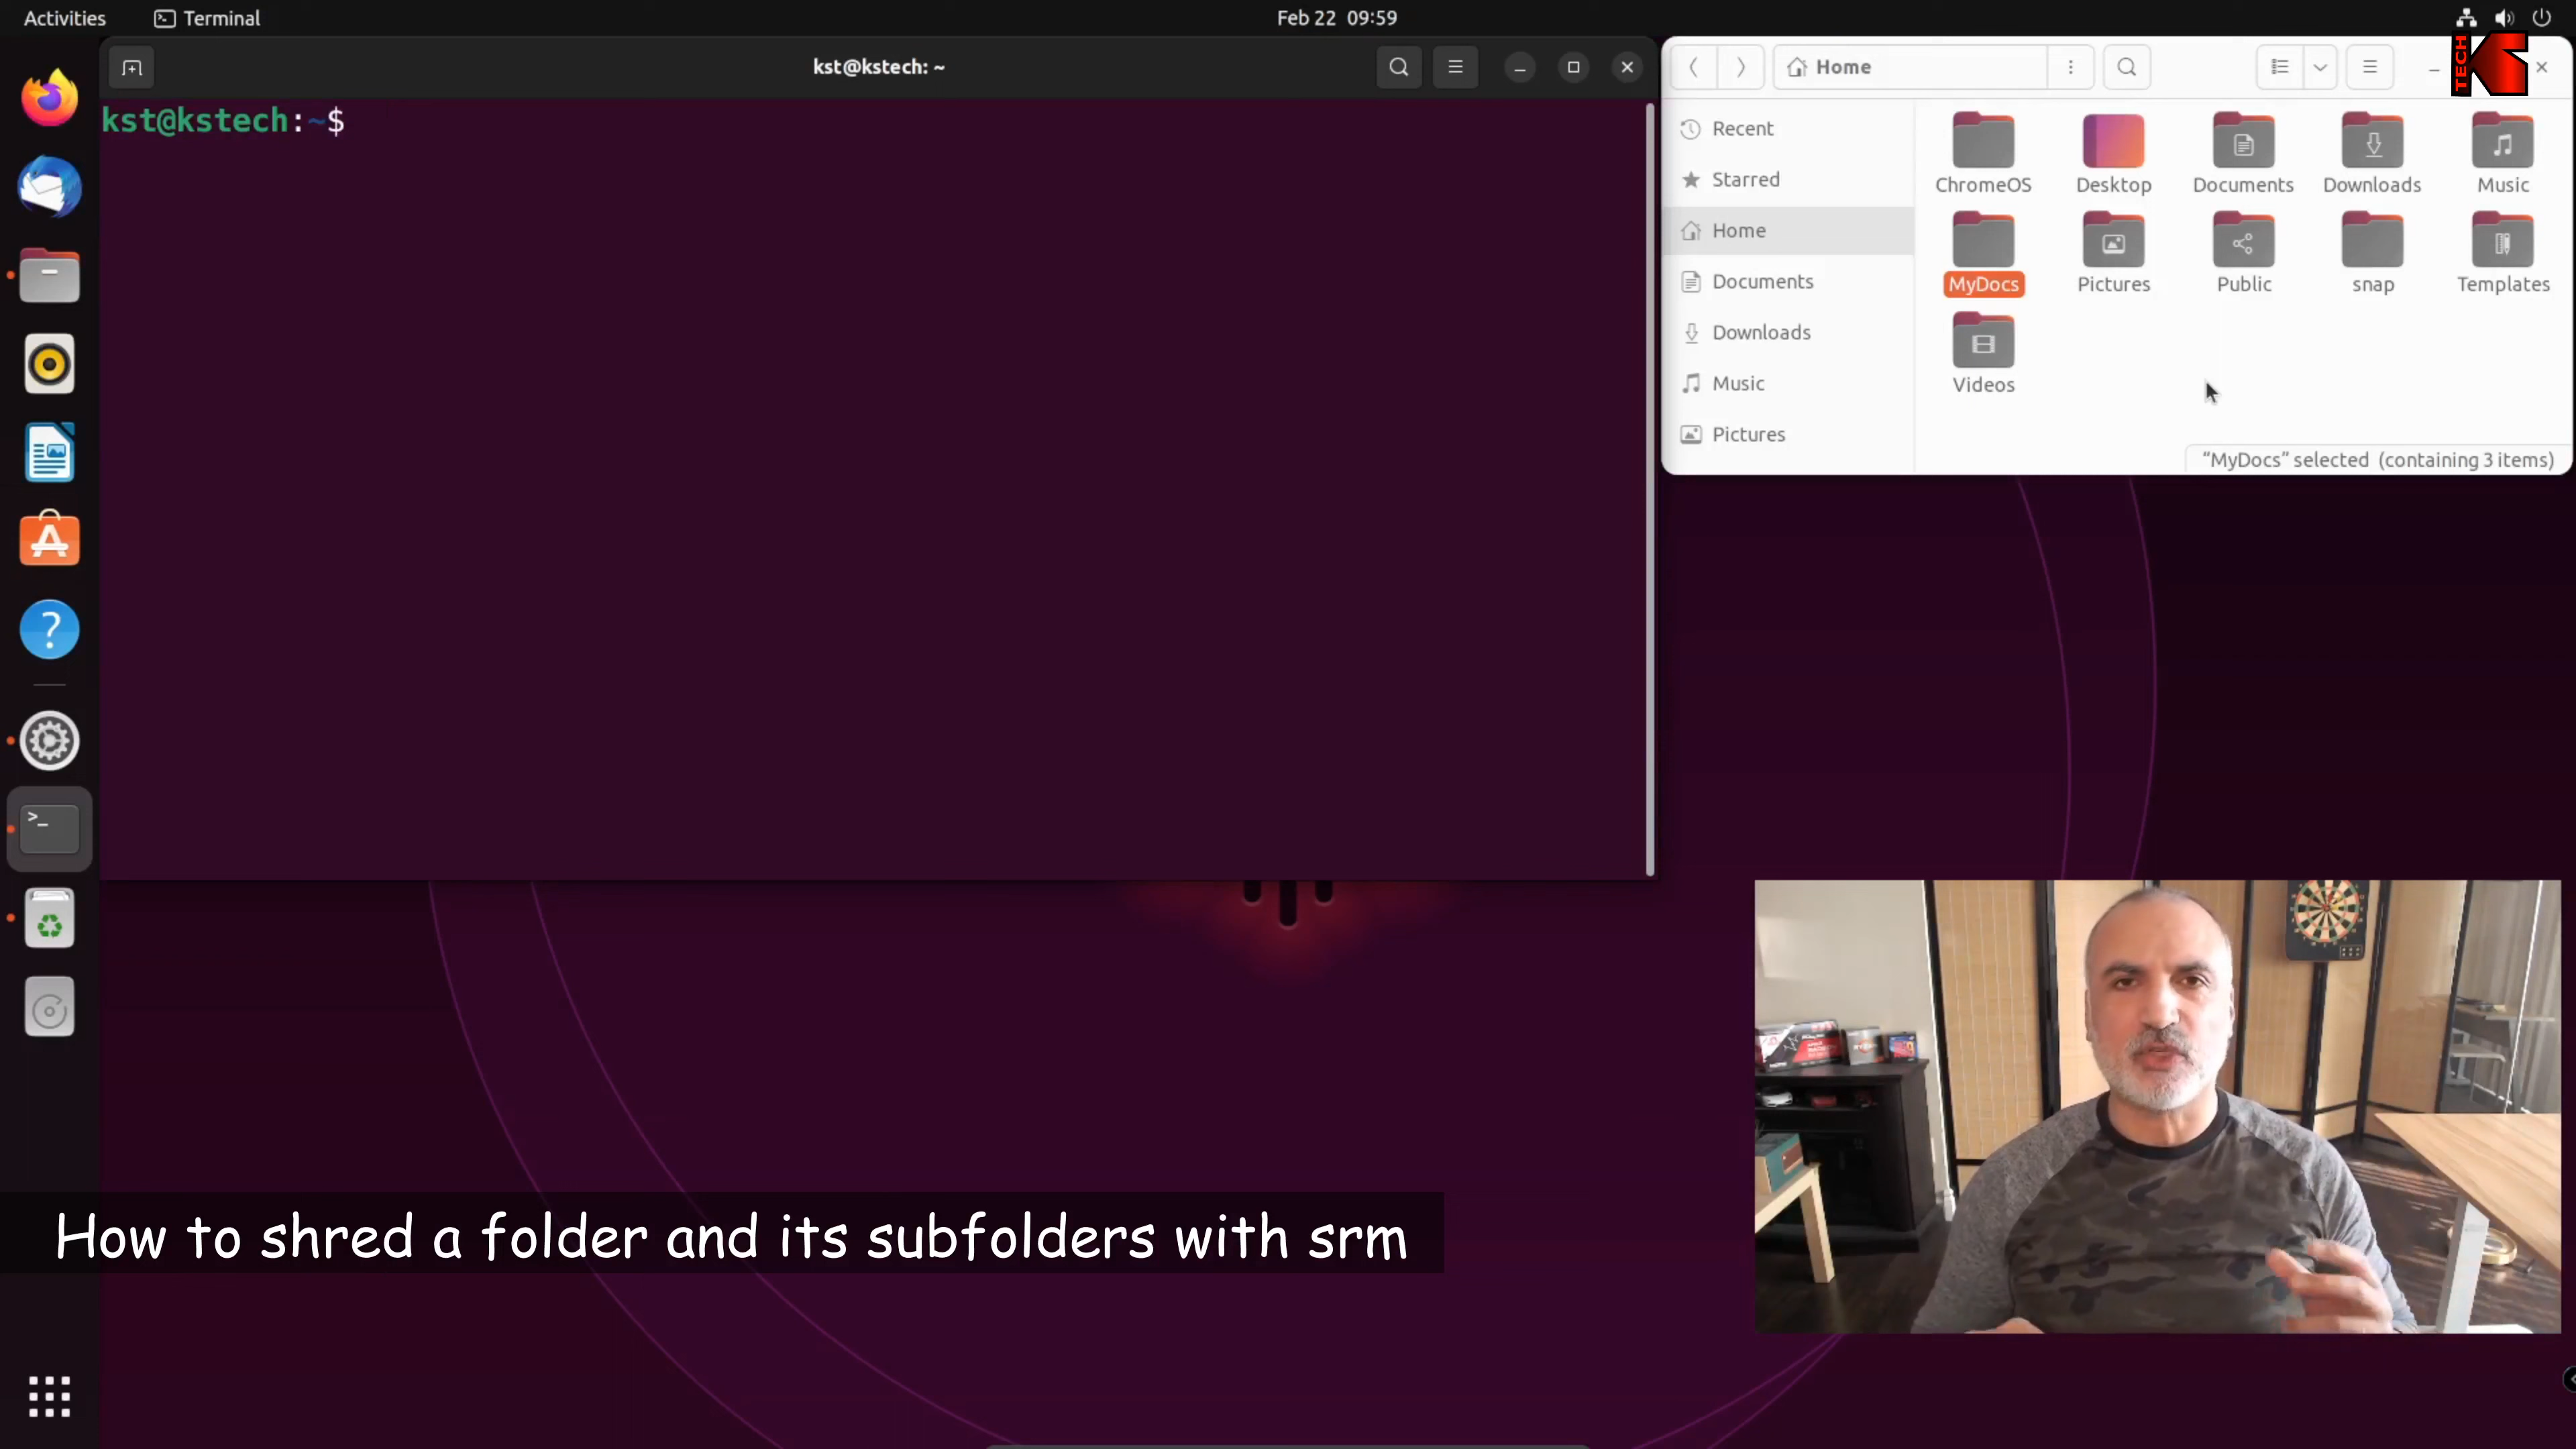 Activities
Terminal
Feb 22 09:59
kst@kstech: ~
kst@kstech:~$
Home
TECH
Recent
Starred
Home
Documents
Downloads
Music
Pictures
ChromeOS
Desktop
Documents
Downloads
Music
MyDocs
Pictures
Public
snap
Templates
Videos
“MyDocs” selected (containing 3 items)
How to shred a folder and its subfolders with srm